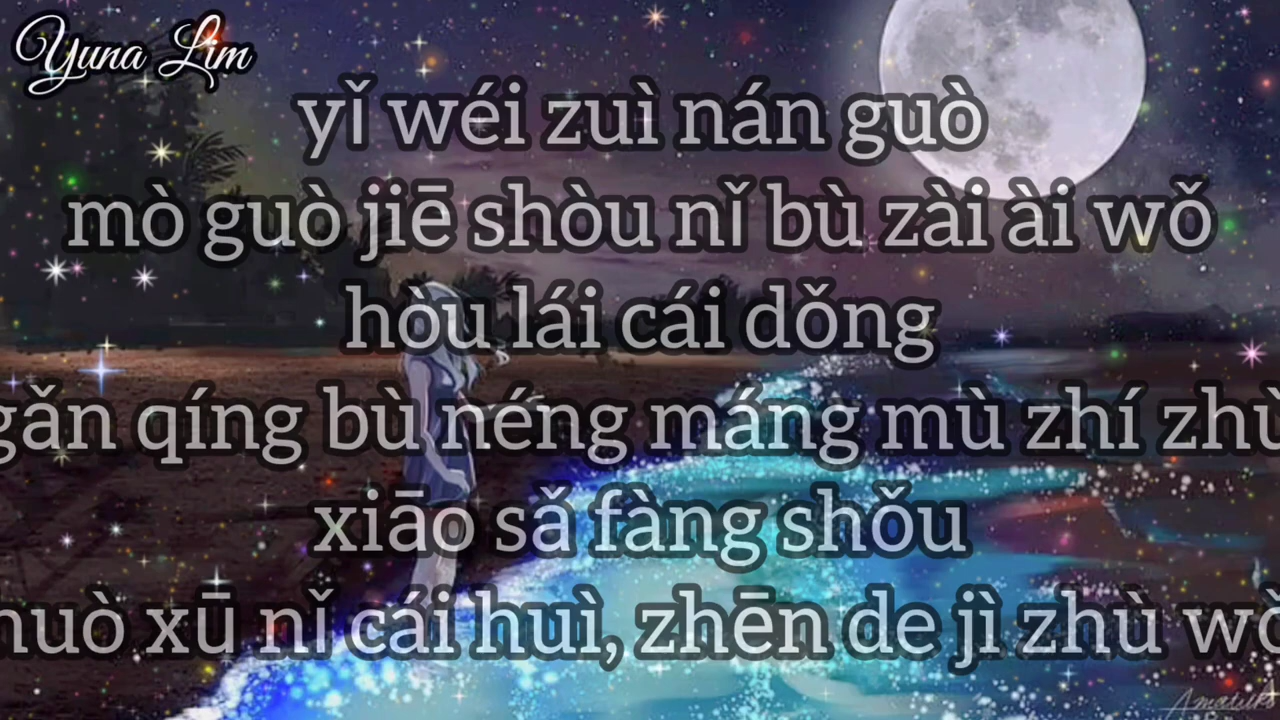 Yuna Lim
yǐ wéi zuì nán guò
mò guò jiē shòu nǐ bù zài ài wǒ
hòu lái cái dǒng
gǎn qíng bù néng máng mù zhí zhù
xiāo sǎ fàng shǒu
huò xū nǐ cái huì, zhēn de jì zhù wǒ